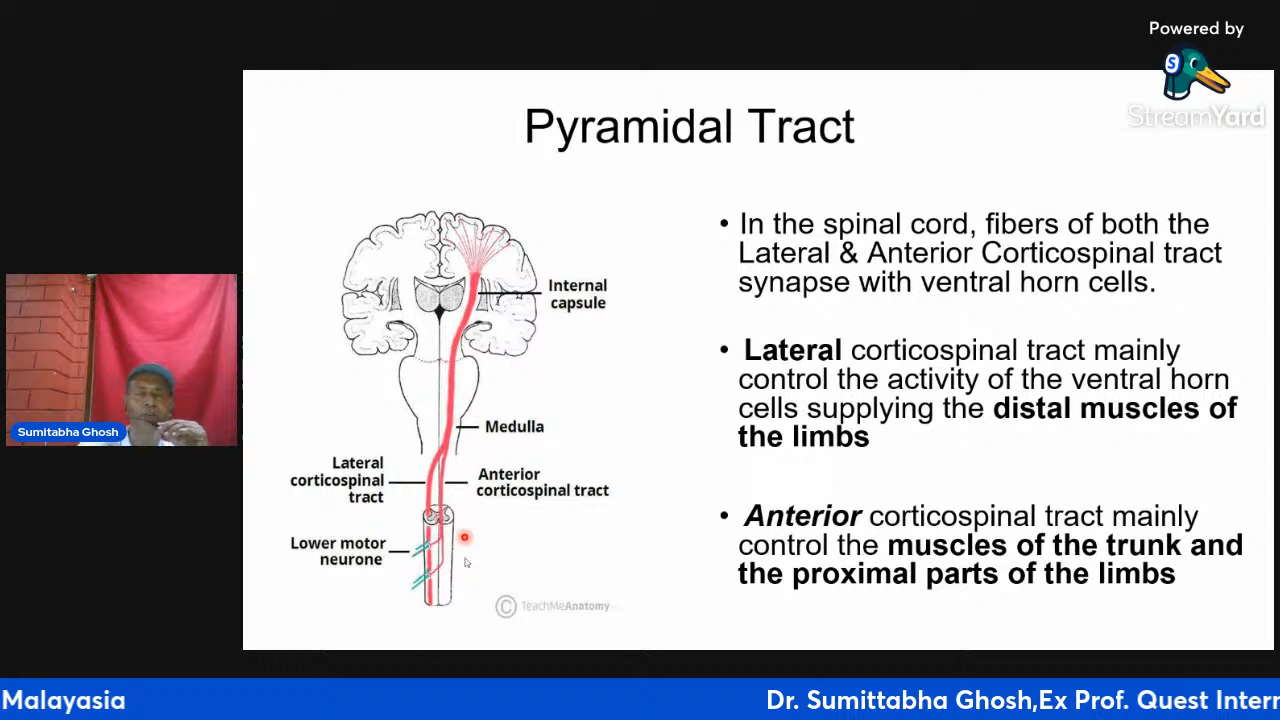 Powered by
S
StreamYard
Pyramidal Tract
Internal
capsule
Medulla
Lateral
corticospinal
tract
Anterior
corticospinal tract
Lower motor
neurone
© TeachMeAnatomy
• In the spinal cord, fibers of both the
Lateral & Anterior Corticospinal tract
synapse with ventral horn cells.
• Lateral corticospinal tract mainly
control the activity of the ventral horn
cells supplying the distal muscles of
the limbs
• Anterior corticospinal tract mainly
control the muscles of the trunk and
the proximal parts of the limbs
Sumitabha Ghosh
Malayasia
Dr. Sumittabha Ghosh,Ex Prof. Quest Intern